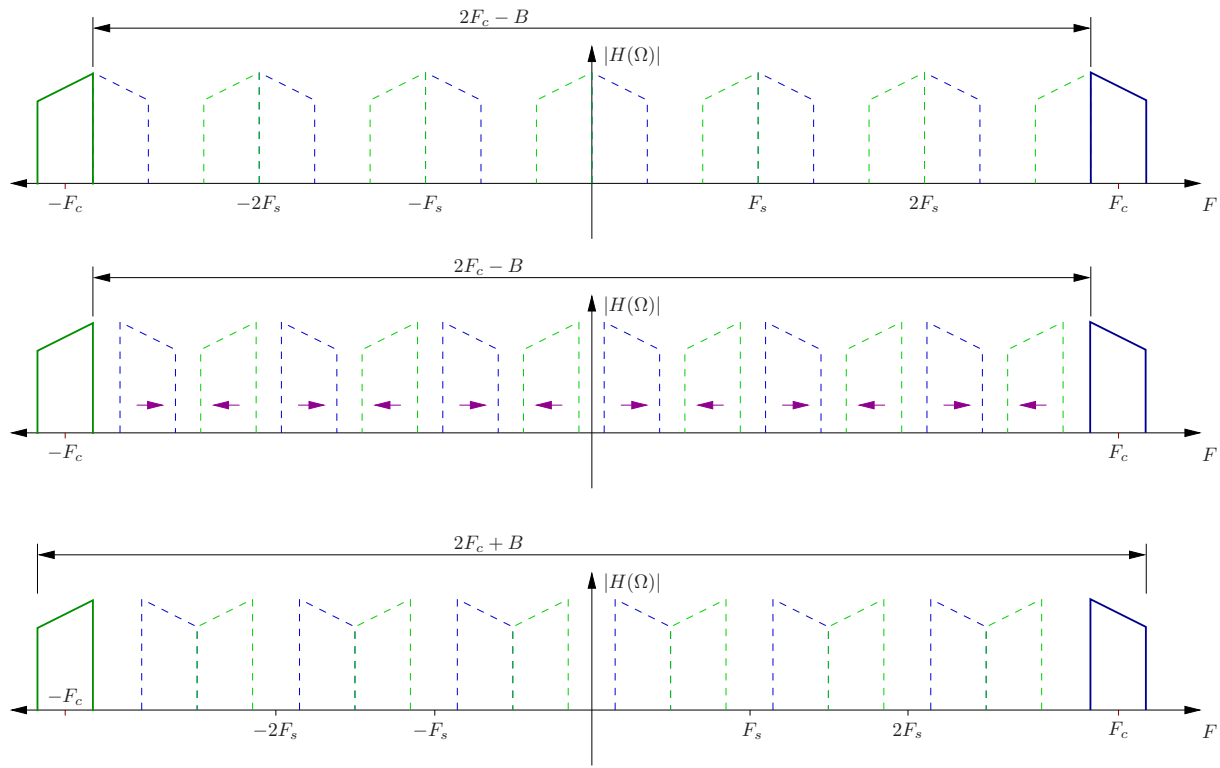 2F_c − B
|H(Ω)|
−F_c −2F_s −F_s F_s 2F_s F_c F
2F_c − B
|H(Ω)|
−F_c F_c F
2F_c + B
|H(Ω)|
−F_c
−2F_s −F_s F_s 2F_s F_c F